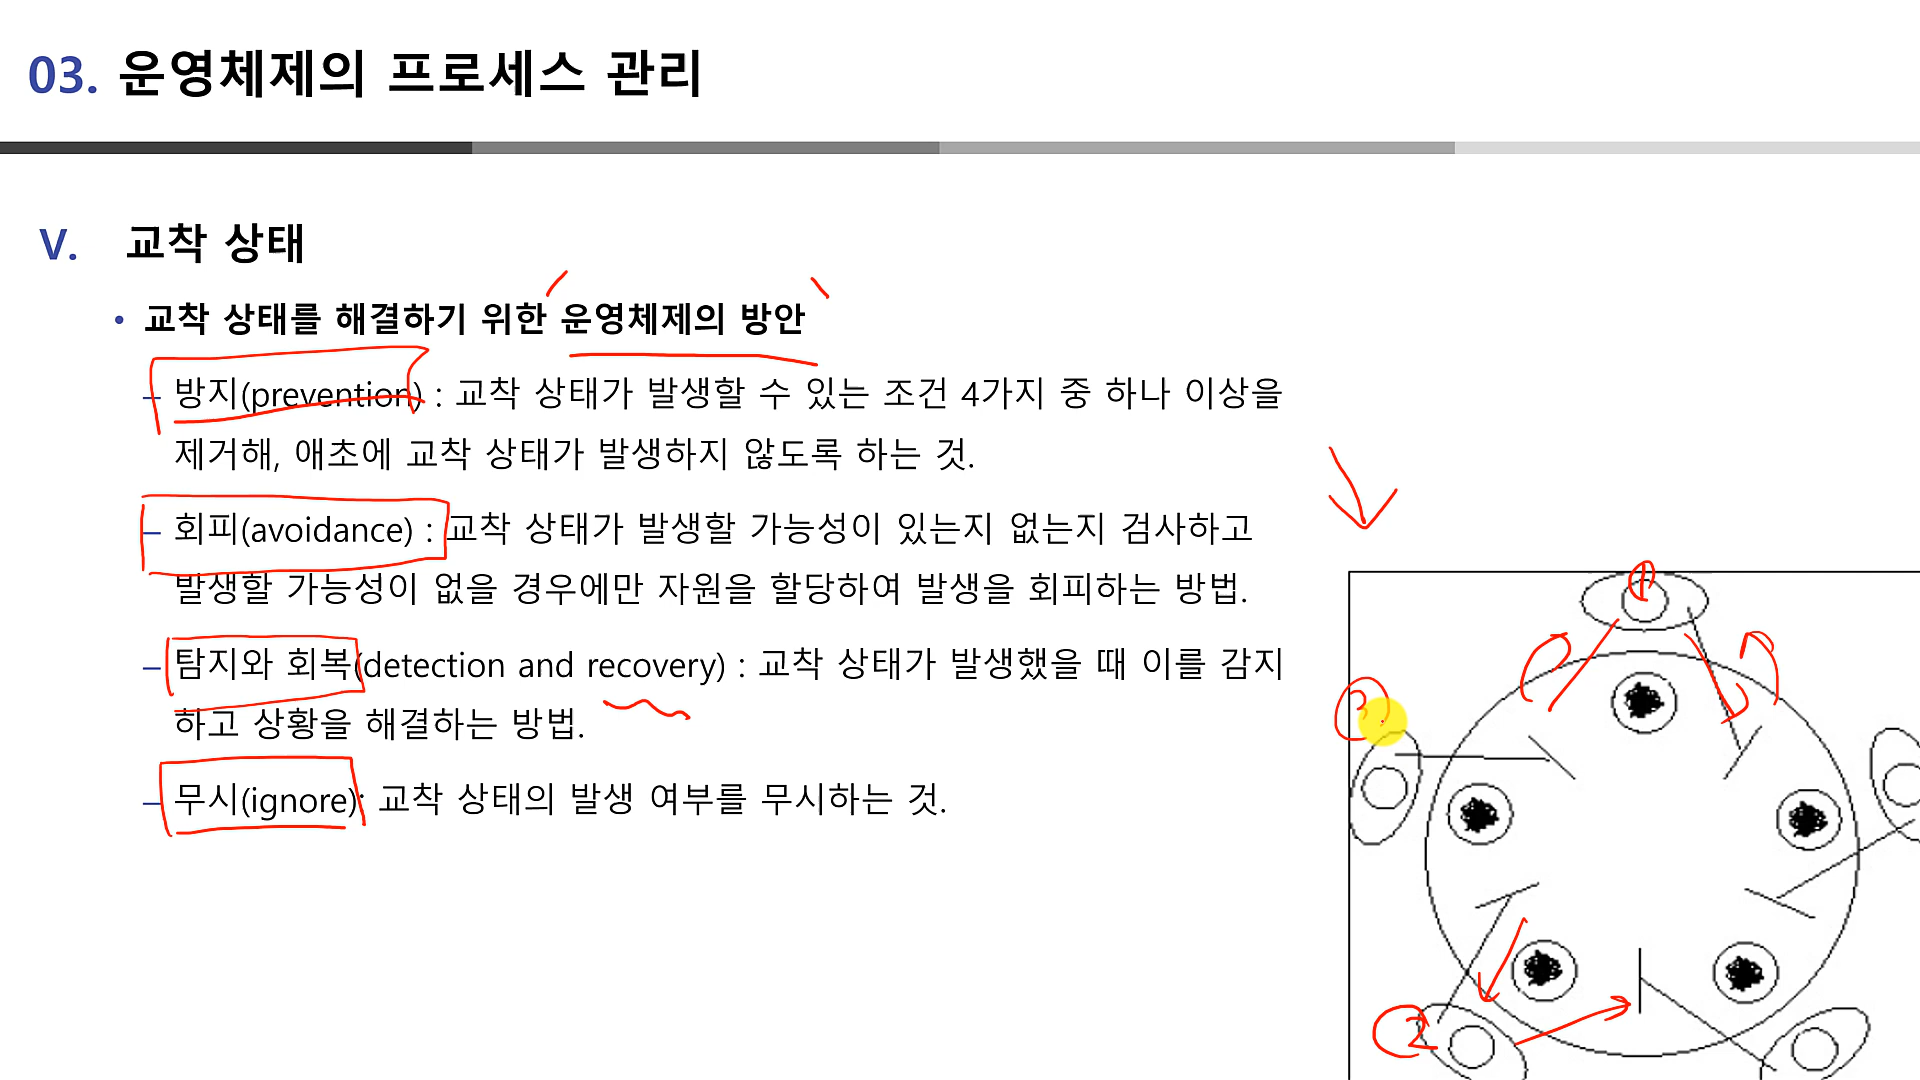 03. 운영체제의 프로세스 관리
V. 교착 상태
• 교착 상태를 해결하기 위한 운영체제의 방안
– 방지(prevention) : 교착 상태가 발생할 수 있는 조건 4가지 중 하나 이상을
제거해, 애초에 교착 상태가 발생하지 않도록 하는 것.
– 회피(avoidance) : 교착 상태가 발생할 가능성이 있는지 없는지 검사하고
발생할 가능성이 없을 경우에만 자원을 할당하여 발생을 회피하는 방법.
– 탐지와 회복(detection and recovery) : 교착 상태가 발생했을 때 이를 감지
하고 상황을 해결하는 방법.
– 무시(ignore): 교착 상태의 발생 여부를 무시하는 것.
1
3
2